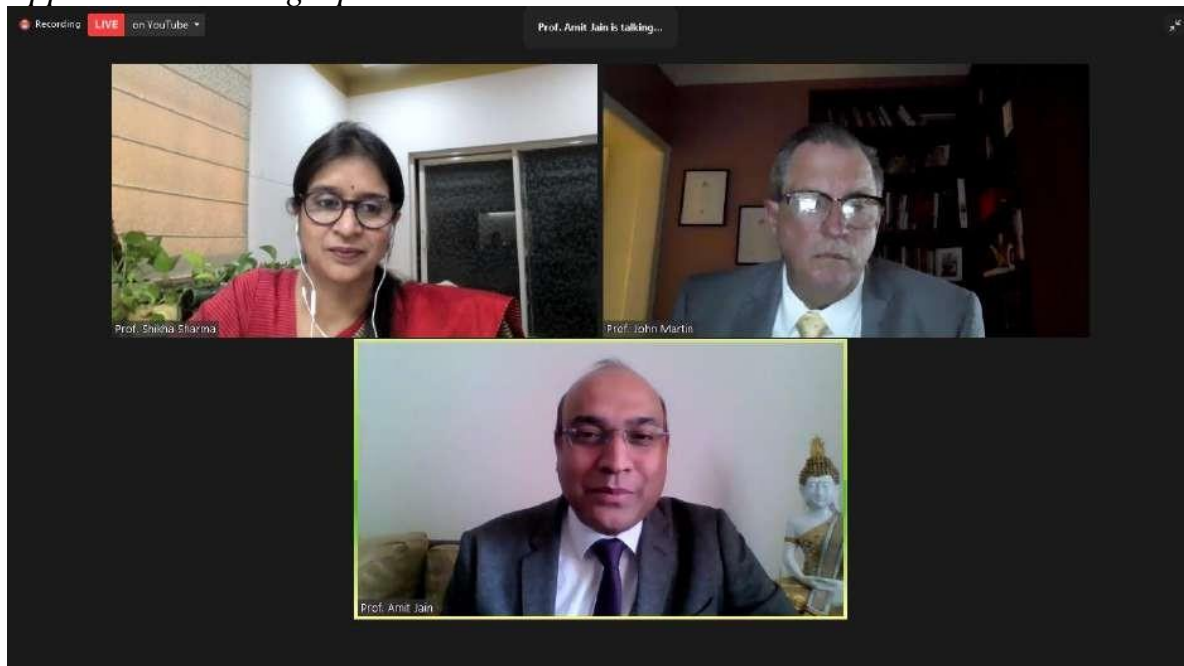 Recording LIVE on YouTube
Prof. Amit Jain is talking...
Prof. Shikha Sharma
Prof. John Martin
Prof. Amit Jain